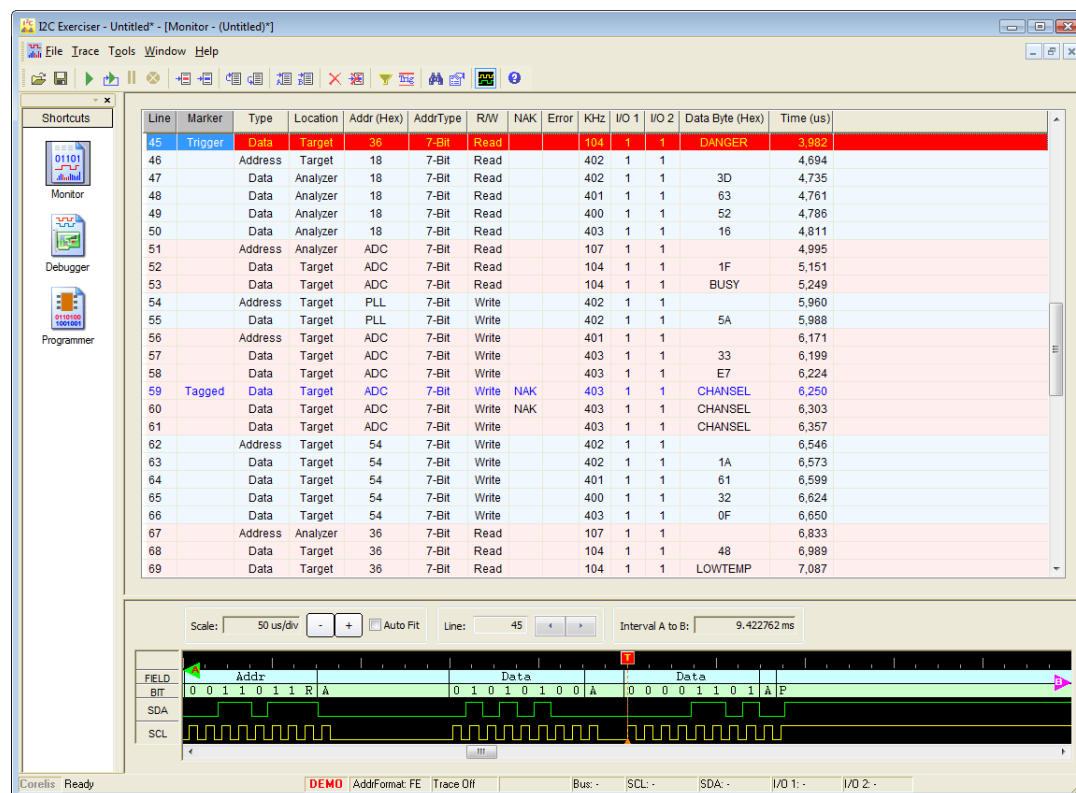 I2C Exerciser - Untitled* - [Monitor - (Untitled)*]
File Trace Tools Window Help
Shortcuts
Monitor
Debugger
Programmer
Line Marker Type Location Addr (Hex) AddrType R/W NAK Error KHz I/O 1 I/O 2 Data Byte (Hex) Time (us)
45 Trigger Data Target 36 7-Bit Read 104 1 1 DANGER 3,982
46 Address Target 18 7-Bit Read 402 1 1 4,694
47 Data Analyzer 18 7-Bit Read 402 1 1 3D 4,735
48 Data Analyzer 18 7-Bit Read 401 1 1 63 4,761
49 Data Analyzer 18 7-Bit Read 400 1 1 52 4,786
50 Data Analyzer 18 7-Bit Read 403 1 1 16 4,811
51 Address Analyzer ADC 7-Bit Read 107 1 1 4,995
52 Data Target ADC 7-Bit Read 104 1 1 1F 5,151
53 Data Target ADC 7-Bit Read 104 1 1 BUSY 5,249
54 Address Target PLL 7-Bit Write 402 1 1 5,960
55 Data Target PLL 7-Bit Write 402 1 1 5A 5,988
56 Address Target ADC 7-Bit Write 401 1 1 6,171
57 Data Target ADC 7-Bit Write 403 1 1 33 6,199
58 Data Target ADC 7-Bit Write 403 1 1 E7 6,224
59 Tagged Data Target ADC 7-Bit Write NAK 403 1 1 CHANSEL 6,250
60 Data Target ADC 7-Bit Write NAK 403 1 1 CHANSEL 6,303
61 Data Target ADC 7-Bit Write 403 1 1 CHANSEL 6,357
62 Address Target 54 7-Bit Write 402 1 1 6,546
63 Data Target 54 7-Bit Write 402 1 1 1A 6,573
64 Data Target 54 7-Bit Write 401 1 1 61 6,599
65 Data Target 54 7-Bit Write 400 1 1 32 6,624
66 Data Target 54 7-Bit Write 403 1 1 0F 6,650
67 Address Analyzer 36 7-Bit Read 107 1 1 6,833
68 Data Target 36 7-Bit Read 104 1 1 48 6,989
69 Data Target 36 7-Bit Read 104 1 1 LOWTEMP 7,087
Scale: 50 us/div - + Auto Fit Line: 45 Interval A to B: 9.422762 ms
T
A
FIELD Addr Data Data
B
BIT 0 0 1 1 0 1 1 R A 0 1 0 1 0 1 0 0 A 0 0 0 0 1 1 0 1 A P
SDA
SCL
Corelis Ready DEMO AddrFormat: FE Trace Off Bus: - SCL: - SDA: - I/O 1: - I/O 2: -